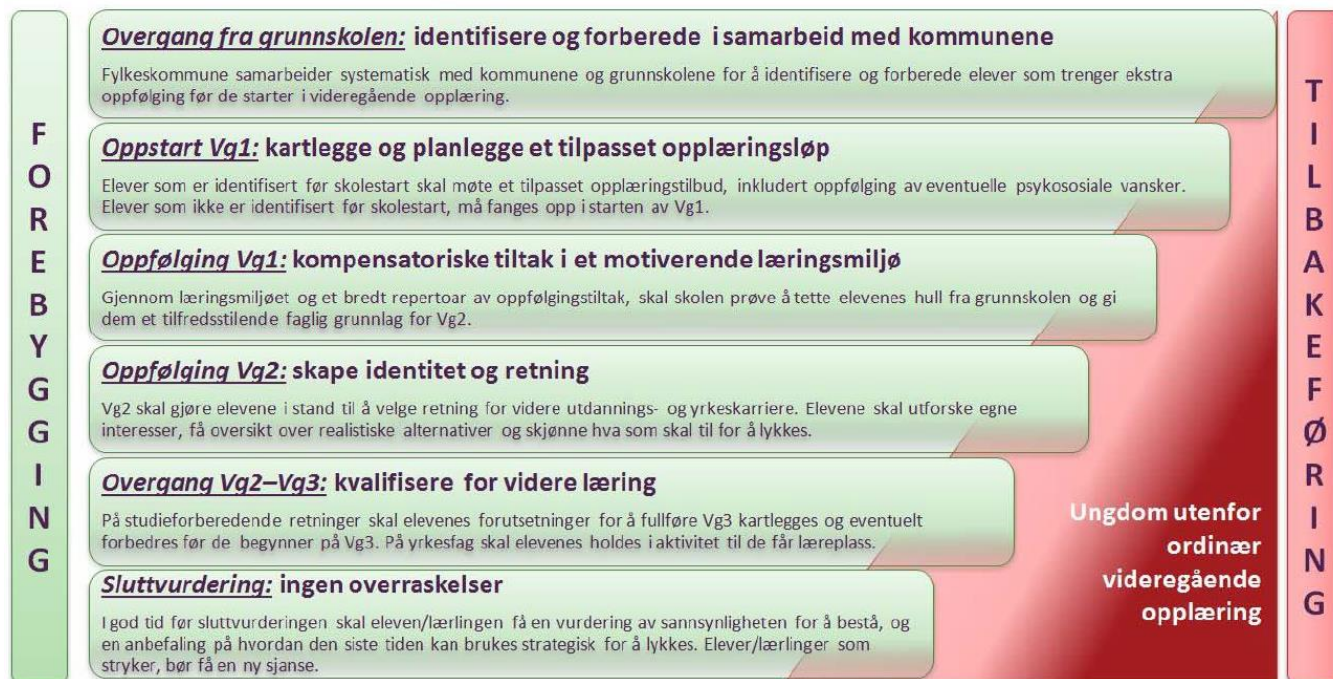 FOREBYGGING
Overgang fra grunnskolen: identifisere og forberede i samarbeid med kommunene
Fylkeskommune samarbeider systematisk med kommunene og grunnskolene for å identifisere og forberede elever som trenger ekstra
oppfølging før de starter i videregående opplæring.
Oppstart Vg1: kartlegge og planlegge et tilpasset opplæringsløp
Elever som er identifisert før skolestart skal møte et tilpasset opplæringstilbud, inkludert oppfølging av eventuelle psykososiale vansker.
Elever som ikke er identifisert før skolestart, må fanges opp i starten av Vg1.
Oppfølging Vg1: kompensatoriske tiltak i et motiverende læringsmiljø
Gjennom læringsmiljøet og et bredt repertoar av oppfølgingstiltak, skal skolen prøve å tette elevenes hull fra grunnskolen og gi
dem et tilfredsstilende faglig grunnlag for Vg2.
Oppfølging Vg2: skape identitet og retning
Vg2 skal gjøre elevene i stand til å velge retning for videre utdannings- og yrkeskarriere. Elevene skal utforske egne
interesser, få oversikt over realistiske alternativer og skjønne hva som skal til for å lykkes.
Overgang Vg2–Vg3: kvalifisere for videre læring
På studieforberedende retninger skal elevenes forutsetninger for å fullføre Vg3 kartlegges og eventuelt
forbedres før de begynner på Vg3. På yrkesfag skal elevenes holdes i aktivitet til de får læreplass.
Sluttvurdering: ingen overraskelser
I god tid før sluttvurderingen skal eleven/lærlingen få en vurdering av sannsynligheten for å bestå, og
en anbefaling på hvordan den siste tiden kan brukes strategisk for å lykkes. Elever/lærlinger som
stryker, bør få en ny sjanse.
Ungdom utenfor
ordinær
videregående
opplæring
TILBAKEFØRING